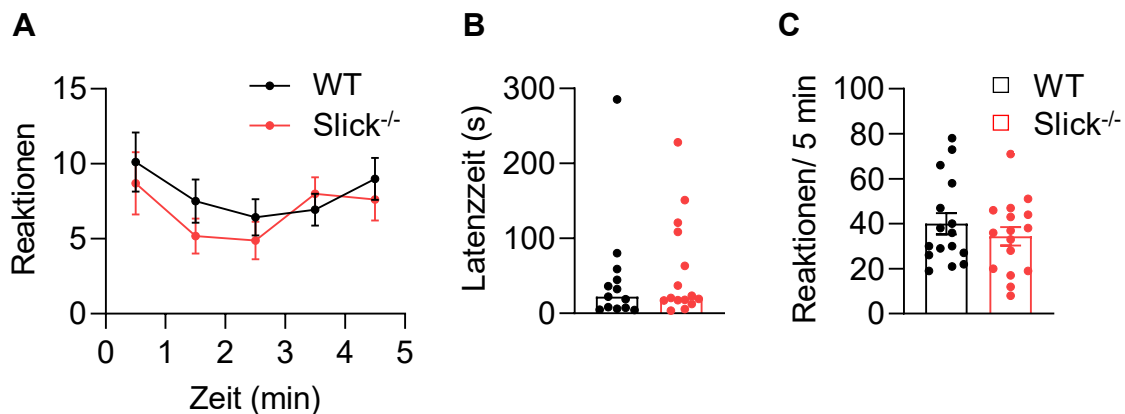 A
Reaktionen
15
10
5
0
0 1 2 3 4 5
Zeit (min)
WT
Slick-/-
B
Latenzzeit (s)
300
200
100
0
C
Reaktionen/ 5 min
100
80
60
40
20
0
WT
Slick-/-